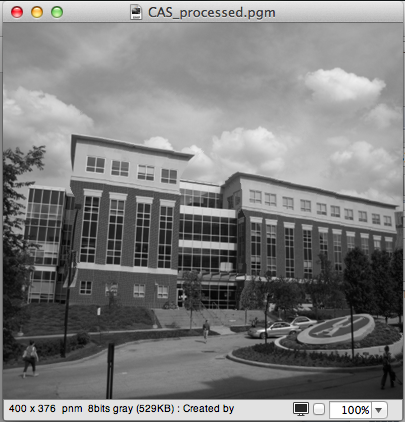 CAS_processed.pgm
400 x 376 pnm 8bits gray (529KB) : Created by
100%